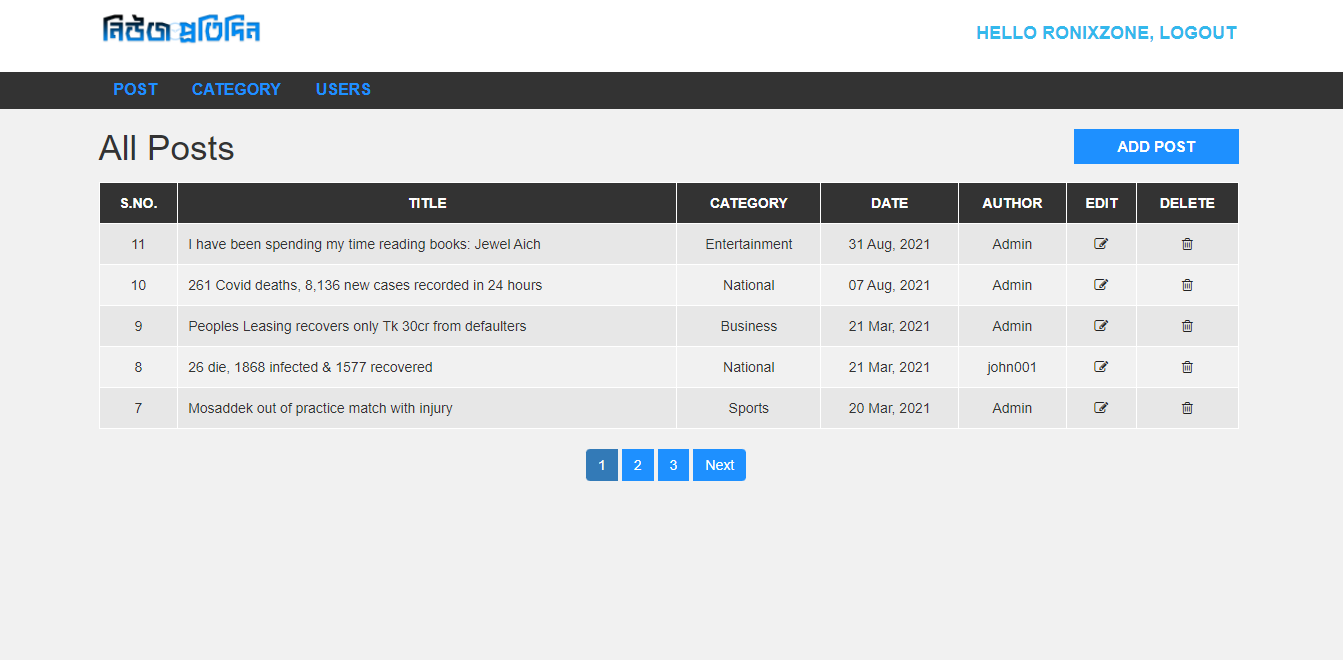 নিউজ প্রতিদিন
HELLO RONIXZONE, LOGOUT
POST CATEGORY USERS
All Posts
ADD POST
S.NO. TITLE CATEGORY DATE AUTHOR EDIT DELETE
11 I have been spending my time reading books: Jewel Aich Entertainment 31 Aug, 2021 Admin
10 261 Covid deaths, 8,136 new cases recorded in 24 hours National 07 Aug, 2021 Admin
9 Peoples Leasing recovers only Tk 30cr from defaulters Business 21 Mar, 2021 Admin
8 26 die, 1868 infected & 1577 recovered National 21 Mar, 2021 john001
7 Mosaddek out of practice match with injury Sports 20 Mar, 2021 Admin
1 2 3 Next